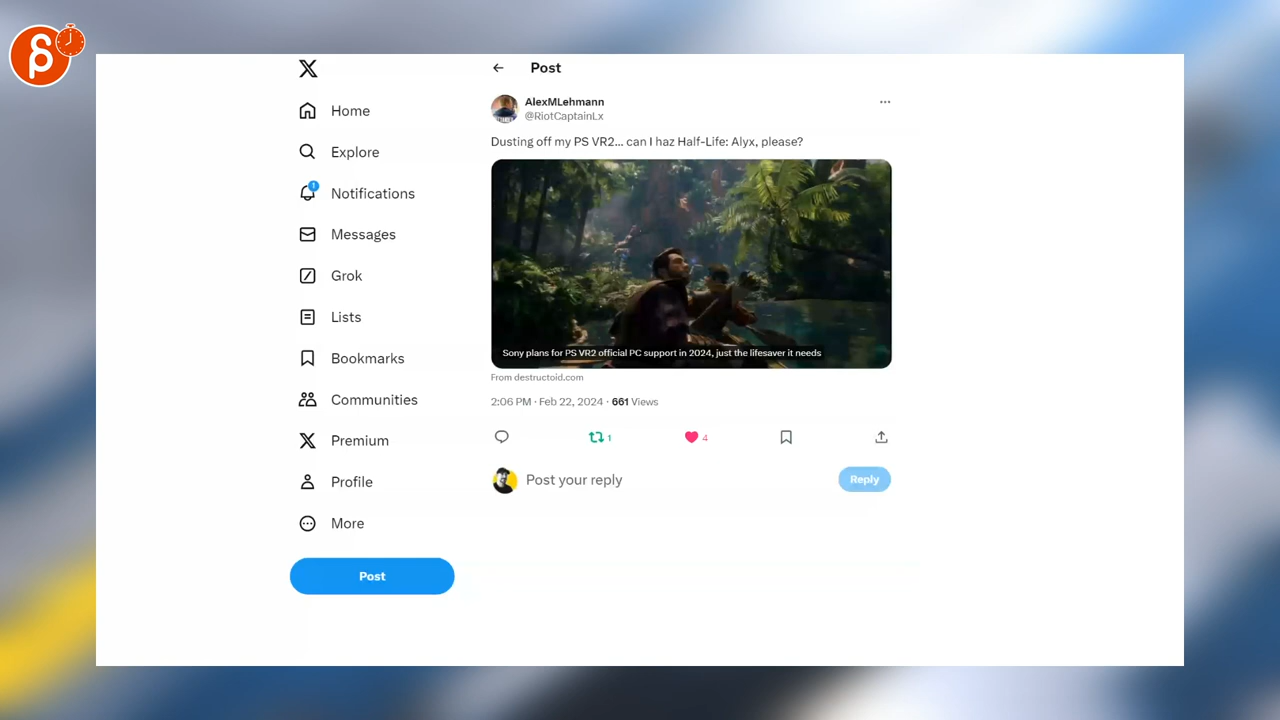 Post
AlexMLehmann
@RiotCaptainLx
Dusting off my PS VR2... can I haz Half-Life: Alyx, please?
Sony plans for PS VR2 official PC support in 2024, just the lifesaver it needs
From destructoid.com
2:06 PM · Feb 22, 2024 · 661 Views
1
4
Post your reply
Reply
Home
Explore
1
Notifications
Messages
Grok
Lists
Bookmarks
Communities
Premium
Profile
More
Post